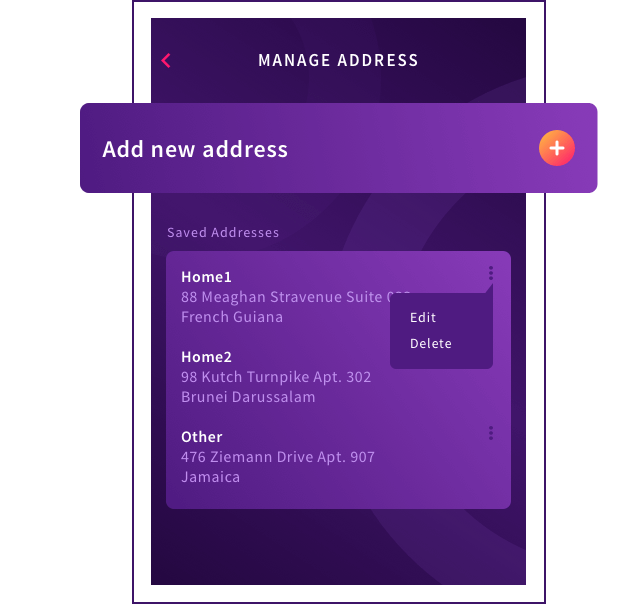 MANAGE ADDRESS
Add new address
Saved Addresses
Home1
88 Meaghan Stravenue Suite
French Guiana
Edit
Delete
Home2
98 Kutch Turnpike Apt. 302
Brunei Darussalam
Other
476 Ziemann Drive Apt. 907
Jamaica